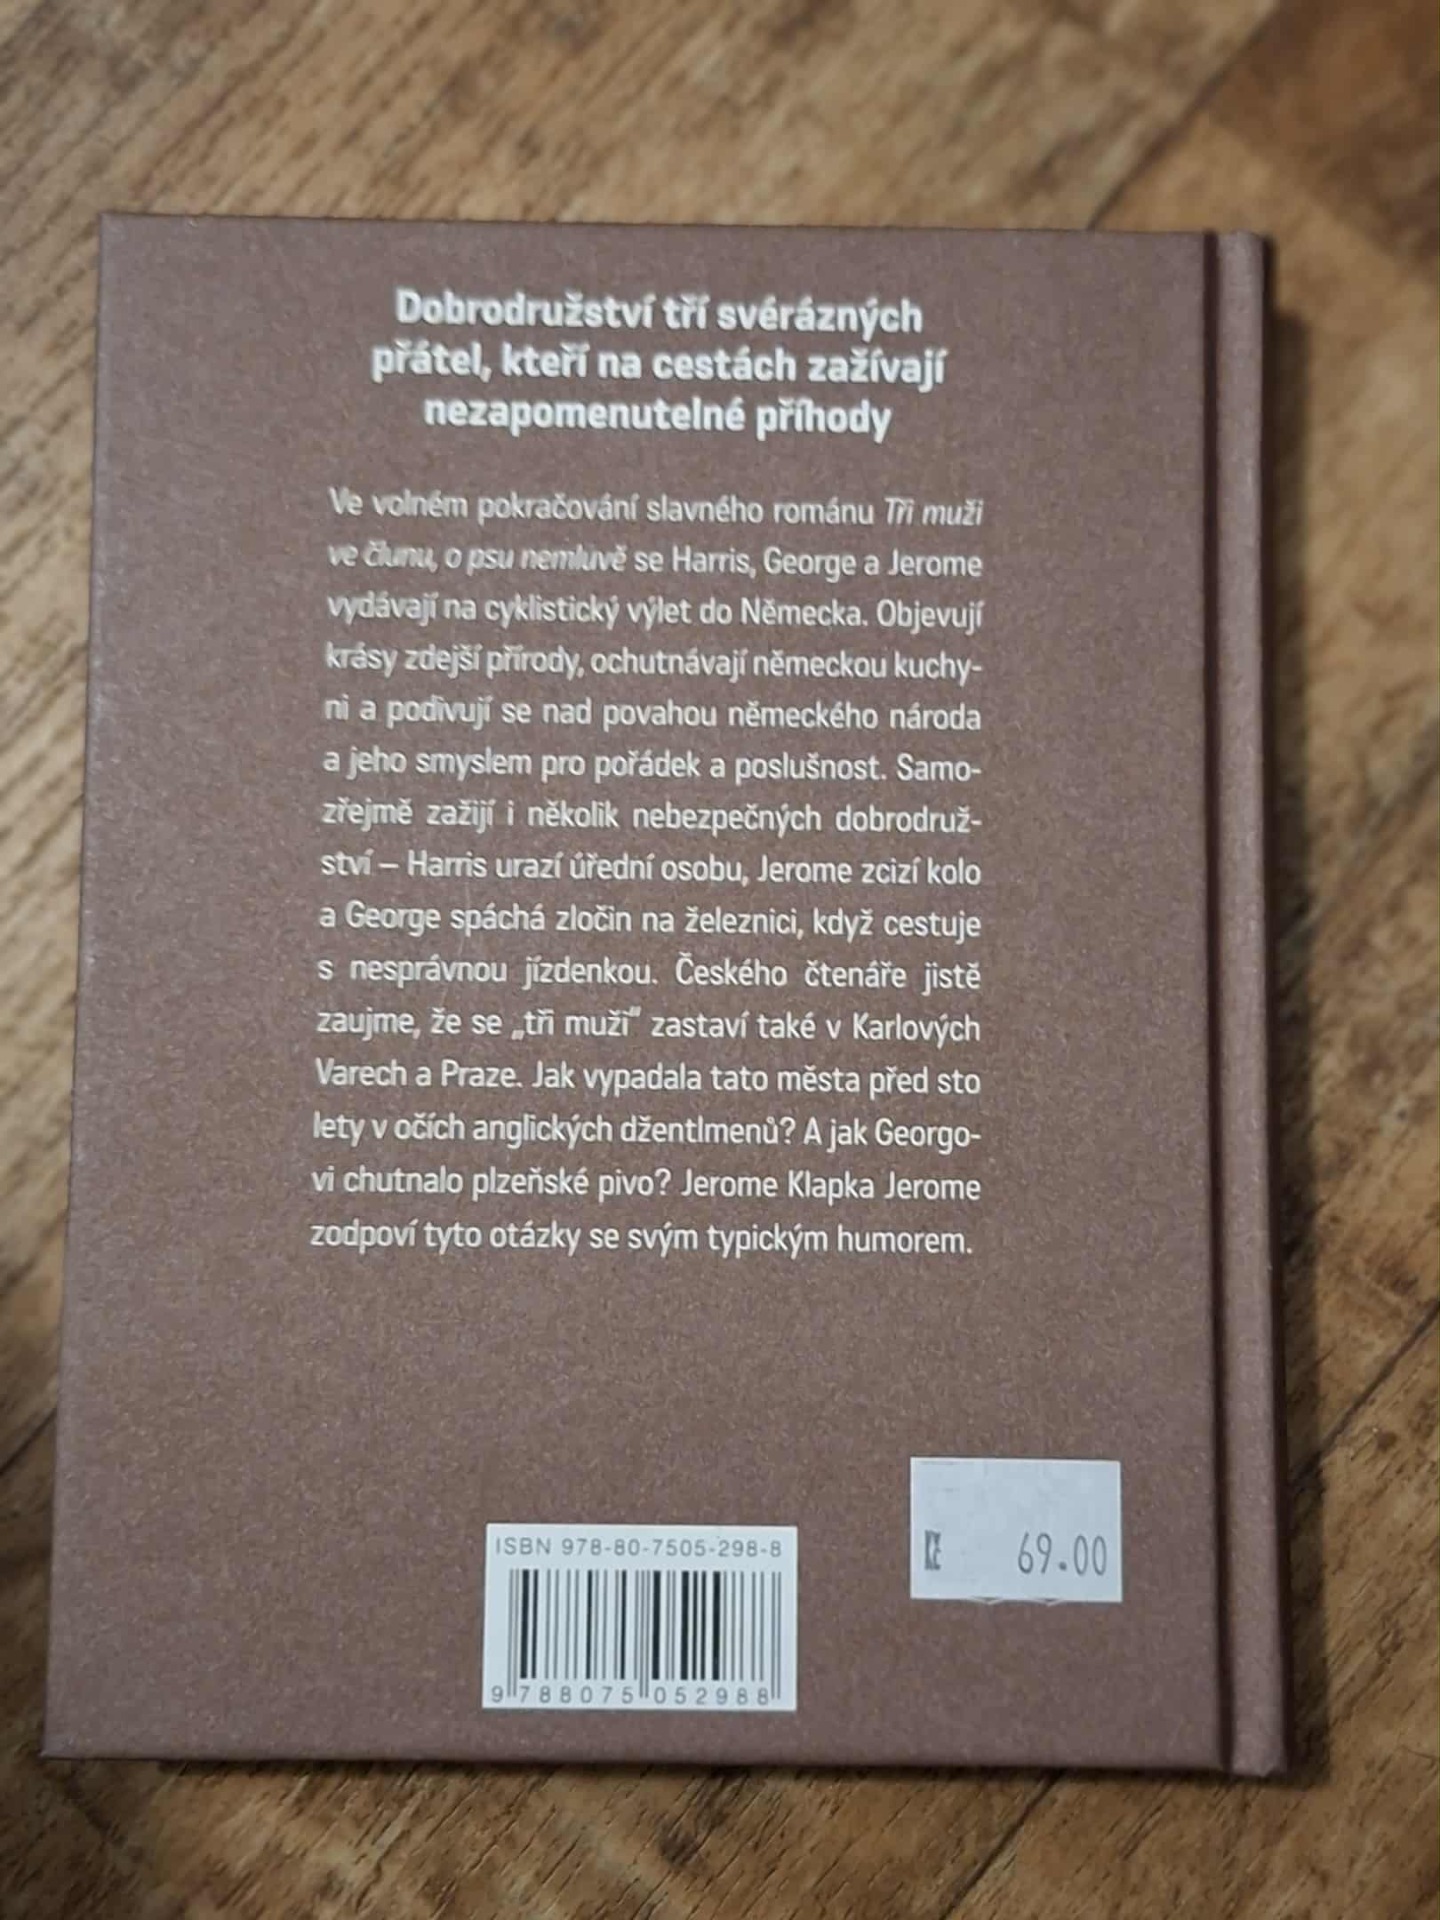 Dobrodružství tří svérázných
přátel, kteří na cestách zažívají
nezapomenutelné příhody
Ve volném pokračování slavného románu Tři muži
ve člunu, o psu nemluvě se Harris, George a Jerome
vydávají na cyklistický výlet do Německa. Objevují
krásy zdejší přírody, ochutnávají německou kuchy-
ni a podivují se nad povahou německého národa
a jeho smyslem pro pořádek a poslušnost. Samo-
zřejmě zažijí i několik nebezpečných dobrodruž-
ství – Harris urazí úřední osobu, Jerome zcizí kolo
a George spáchá zločin na železnici, když cestuje
s nesprávnou jízdenkou. Českého čtenáře jistě
zaujme, že se „tři muži“ zastaví také v Karlových
Varech a Praze. Jak vypadala tato města před sto
lety v očích anglických džentlmenů? A jak Georgo-
vi chutnalo plzeňské pivo? Jerome Klapka Jerome
zodpoví tyto otázky se svým typickým humorem.
Kč 69.00
ISBN 978-80-7505-298-8
9 788075 052988